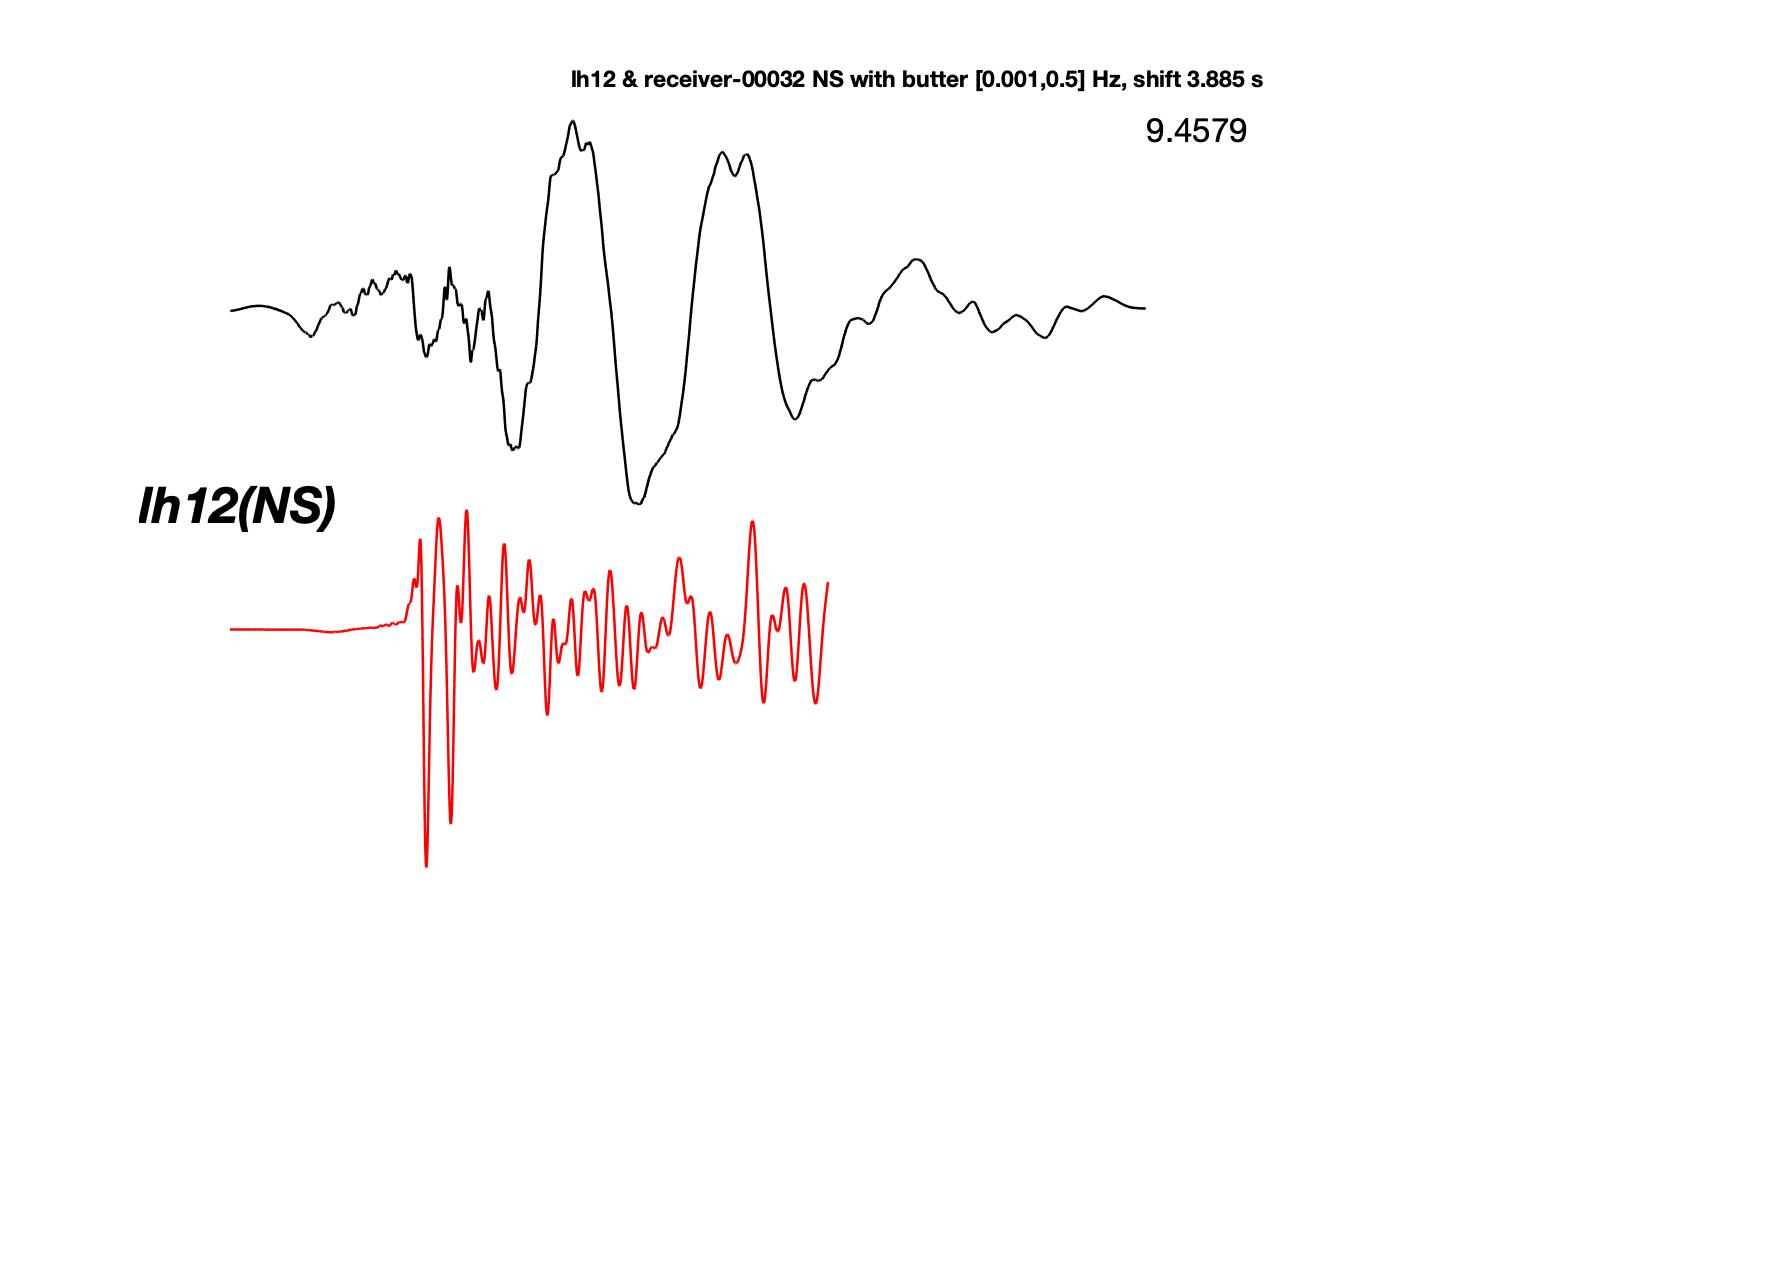 lh12 & receiver-00032 NS with butter [0.001,0.5] Hz, shift 3.885 s
9.4579
lh12(NS)